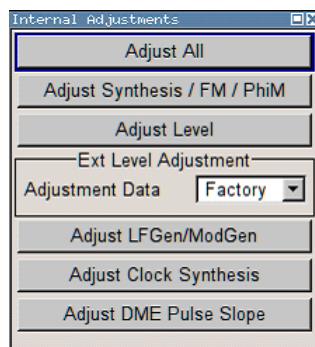 Internal Adjustments
Adjust All
Adjust Synthesis / FM / PhiM
Adjust Level
Ext Level Adjustment
Adjustment Data Factory
Adjust LFGen/ModGen
Adjust Clock Synthesis
Adjust DME Pulse Slope